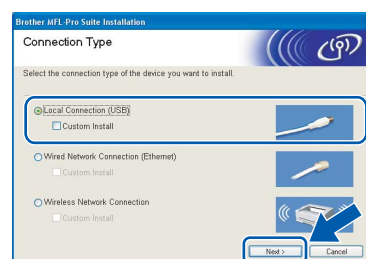 Brother MFL-Pro Suite Installation
Connection Type
Select the connection type of the device you want to install.
Local Connection (USB)
Custom Install
Wired Network Connection (Ethernet)
Custom Install
Wireless Network Connection
Custom Install
Next >
Cancel